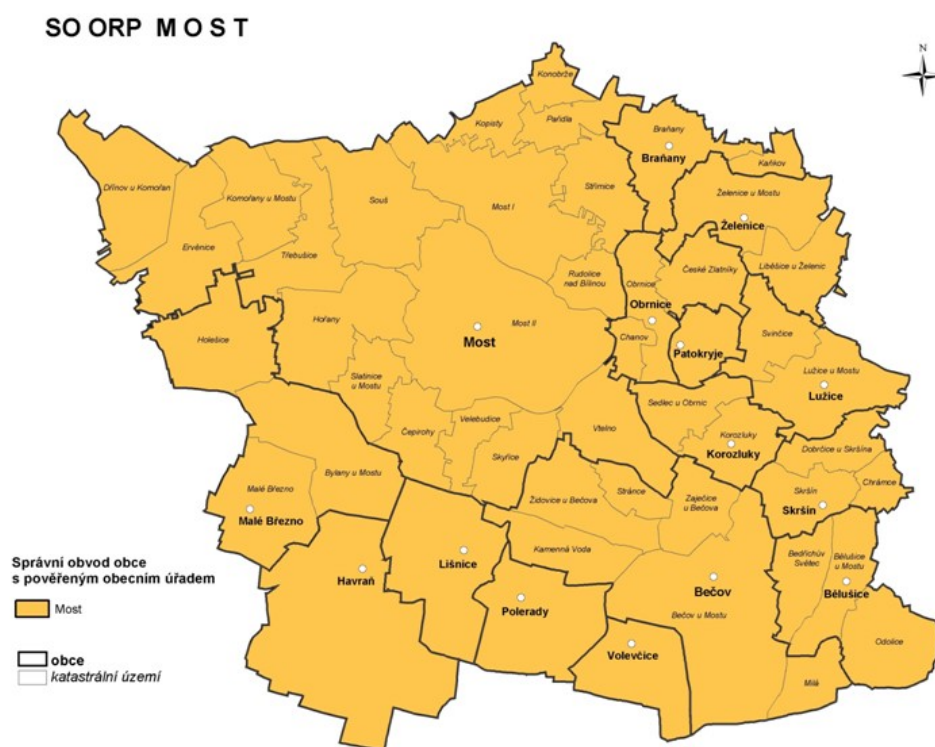 SO ORP M O S T
N
Konobrže
Kopisty
Pařidla
Braňany
Braňany
Kaňkov
Střimice
Dřínov u Komořan
Komořany u Mostu
Souš
Most I
Želenice u Mostu
Želenice
Ervěnice
Třebušice
České Zlatníky
Liběšice u Želenic
Rudolice
nad Bílinou
Obrnice
Obrnice
Holešice
Hořany
Most II
Most
Chanov
Patokryje
Svinčice
Slatinice
u Mostu
Lužice u Mostu
Lužice
Sedlec u Obrnic
Čepirohy
Velebudice
Vtelno
Korozluky
Korozluky
Dobrčice u Skršína
Skyřice
Bylany u Mostu
Malé Březno
Malé Březno
Židovice u Bečova
Stránce
Zaječice
u Bečova
Skršín
Skršín
Chrámce
Kamenná Voda
Bedřichův
Světec
Bělušice
u Mostu
Bělušice
Havraň
Lišnice
Polerady
Bečov
Bečov u Mostu
Volevčice
Odolice
Milá
Správní obvod obce
s pověřeným obecním úřadem
Most
obce
katastrální území